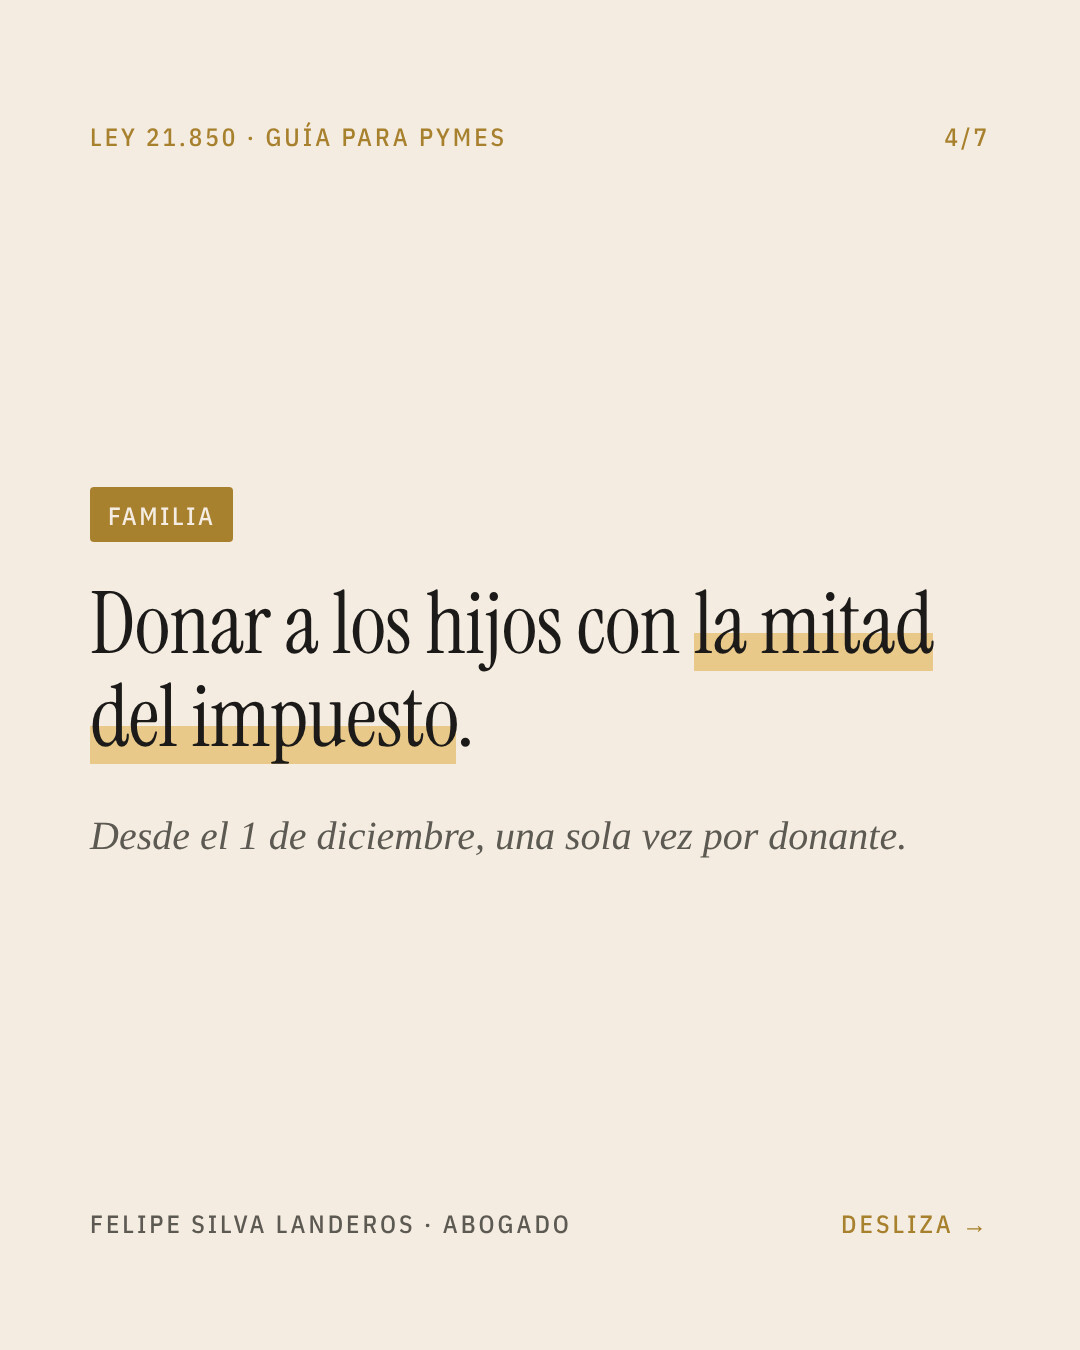 LEY 21.850 · GUÍA PARA PYMES
4/7
FAMILIA
Donar a los hijos con la mitad
del impuesto.
Desde el 1 de diciembre, una sola vez por donante.
FELIPE SILVA LANDEROS · ABOGADO
DESLIZA →